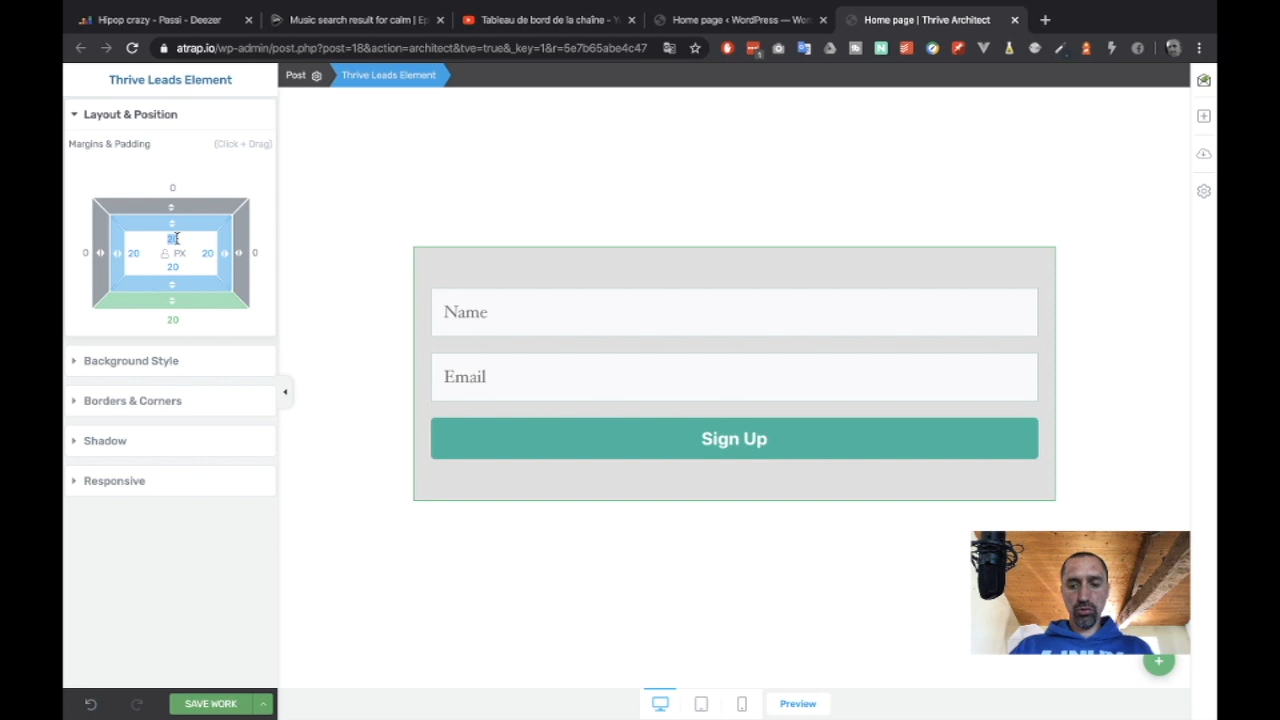 Hipop crazy - Passi - Deezer
Music search result for calm | Ep
Tableau de bord de la chaîne - Y
Home page ‹ WordPress — Wor
Home page | Thrive Architect
atrap.io/wp-admin/post.php?post=18&action=architect&tve=true&_key=1&r=5e7b65abe4c47
Thrive Leads Element
Post
Thrive Leads Element
Layout & Position
Margins & Padding
(Click + Drag)
0
20
0
20
PX
20
0
20
20
Background Style
Borders & Corners
Shadow
Responsive
Name
Email
Sign Up
SAVE WORK
Preview